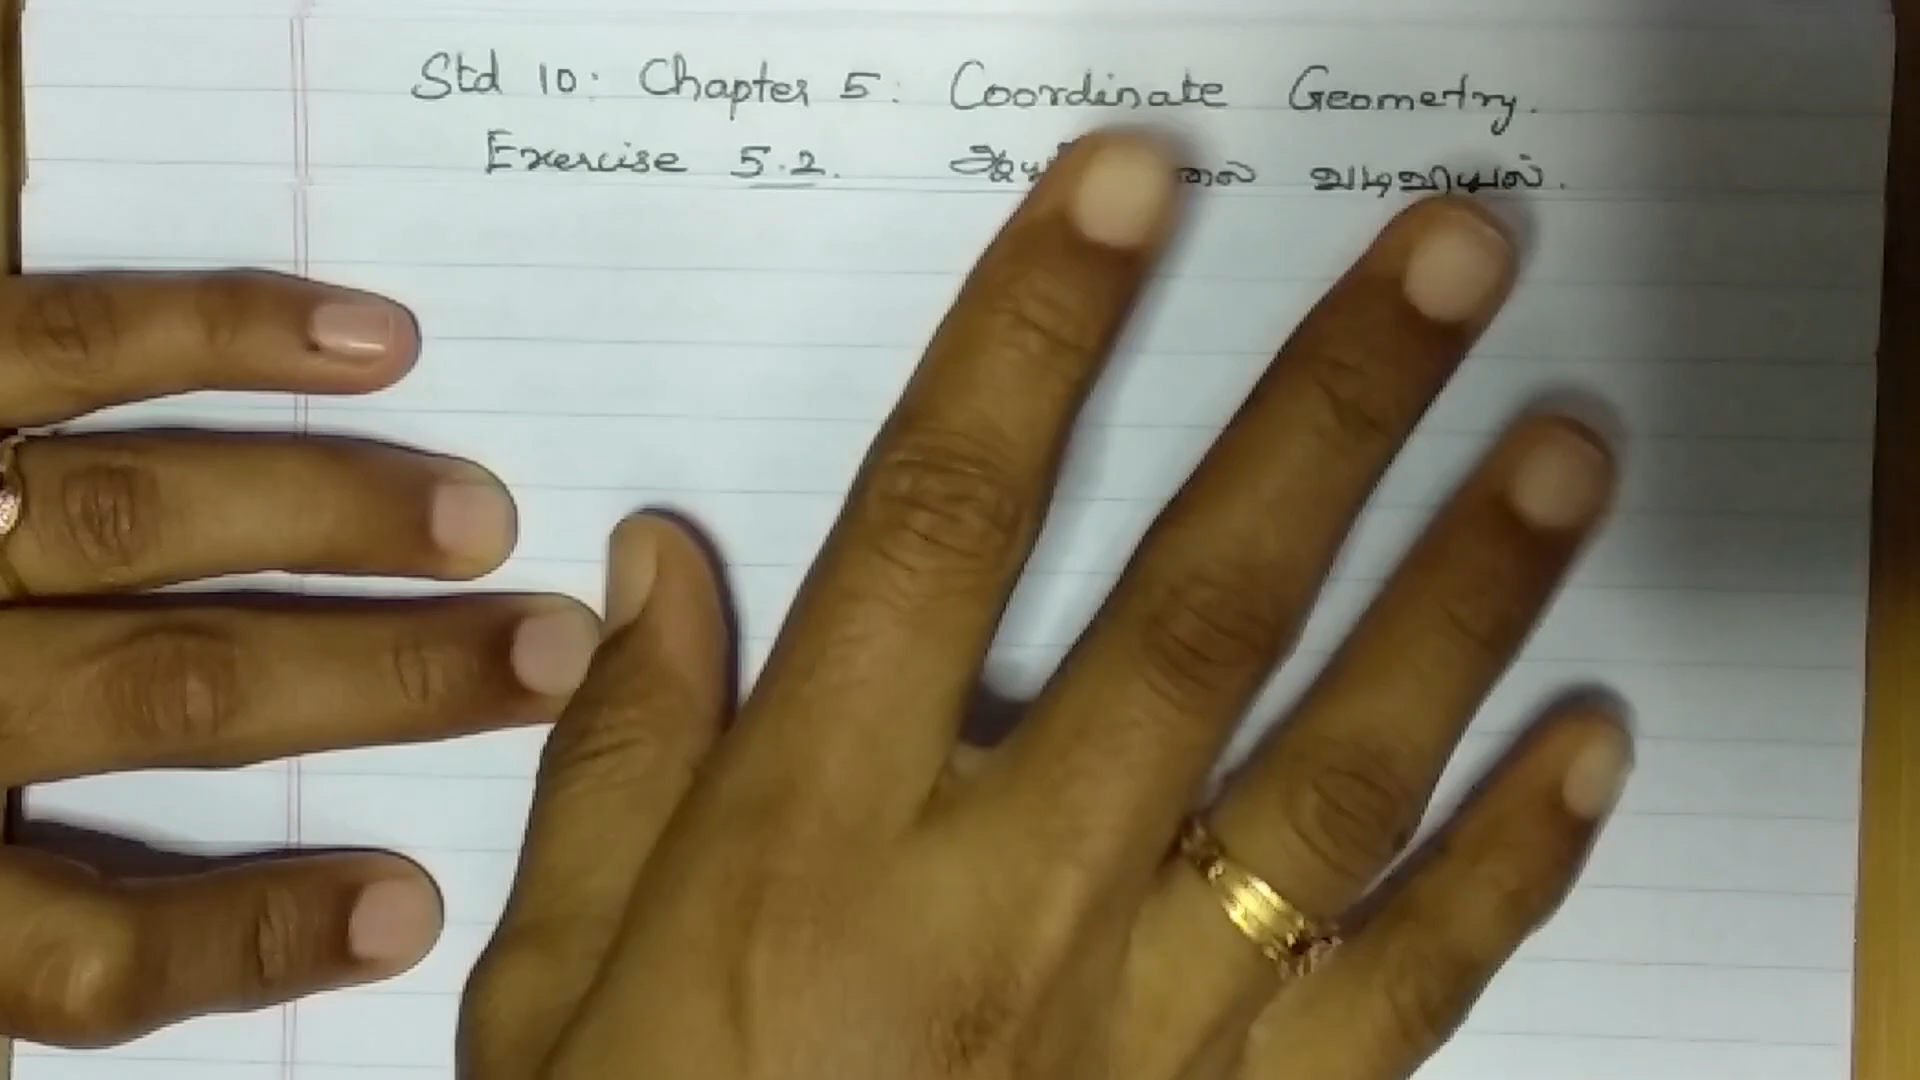 Std 10: Chapter 5: Coordinate Geometry.
Exercise 5.2. வடிவியல்.